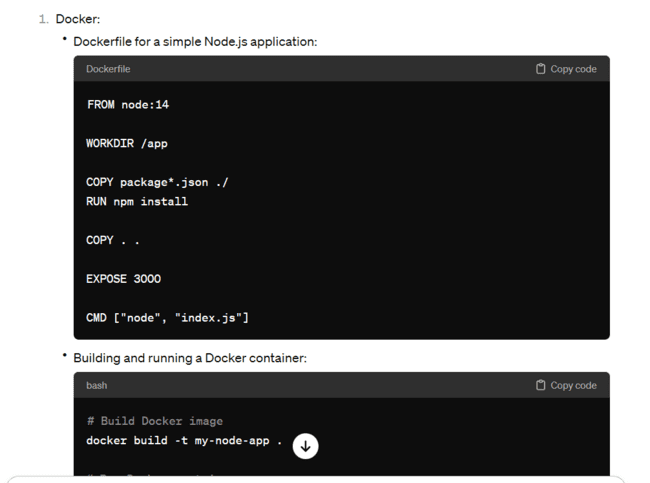 1. Docker:
• Dockerfile for a simple Node.js application:
Dockerfile Copy code
FROM node:14
WORKDIR /app
COPY package*.json ./
RUN npm install
COPY . .
EXPOSE 3000
CMD ["node", "index.js"]
• Building and running a Docker container:
bash Copy code
# Build Docker image
docker build -t my-node-app .